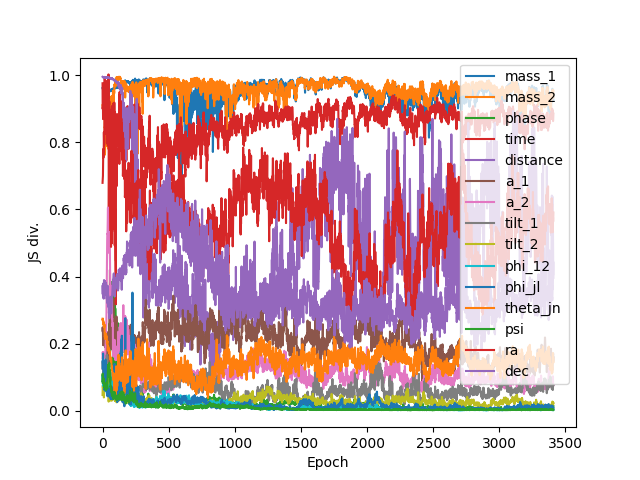 1.0
0.8
0.6
0.4
0.2
0.0
JS div.
0
500
1000
1500
2000
2500
3000
3500
Epoch
mass_1
mass_2
phase
time
distance
a_1
a_2
tilt_1
tilt_2
phi_12
phi_jl
theta_jn
psi
ra
dec